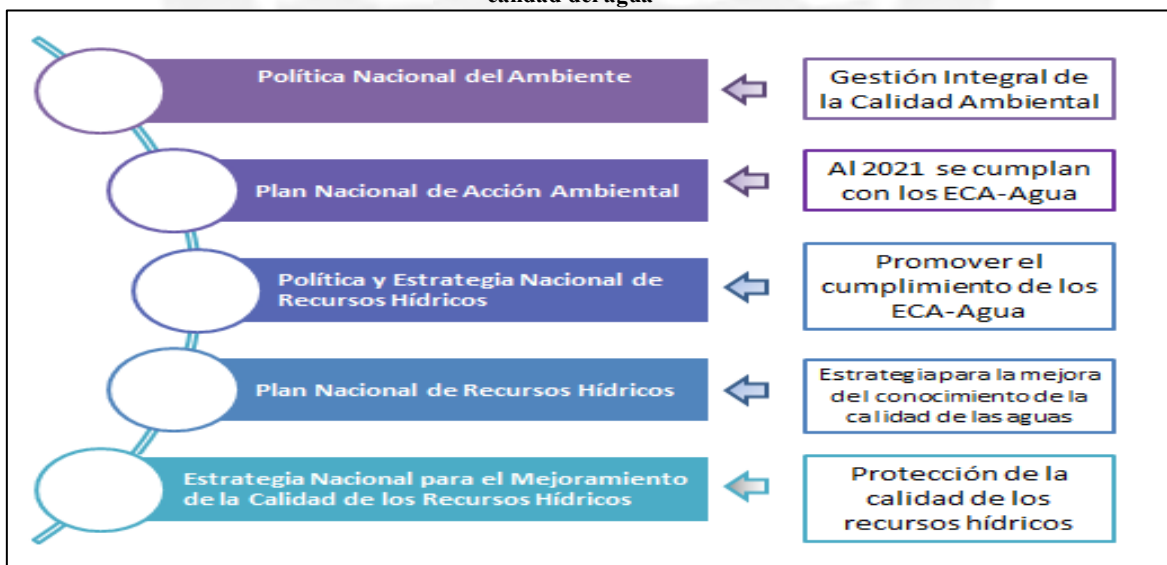 calidad del agua
Política Nacional del Ambiente
Gestión Integral de
la Calidad Ambiental
Plan Nacional de Acción Ambiental
Al 2021 se cumplan
con los ECA-Agua
Política y Estrategia Nacional de
Recursos Hídricos
Promover el
cumplimiento de los
ECA-Agua
Plan Nacional de Recursos Hídricos
Estrategia para la mejora
del conocimiento de la
calidad de las aguas
Estrategia Nacional para el Mejoramiento
de la Calidad de los Recursos Hídricos
Protección de la
calidad de los
recursos hídricos